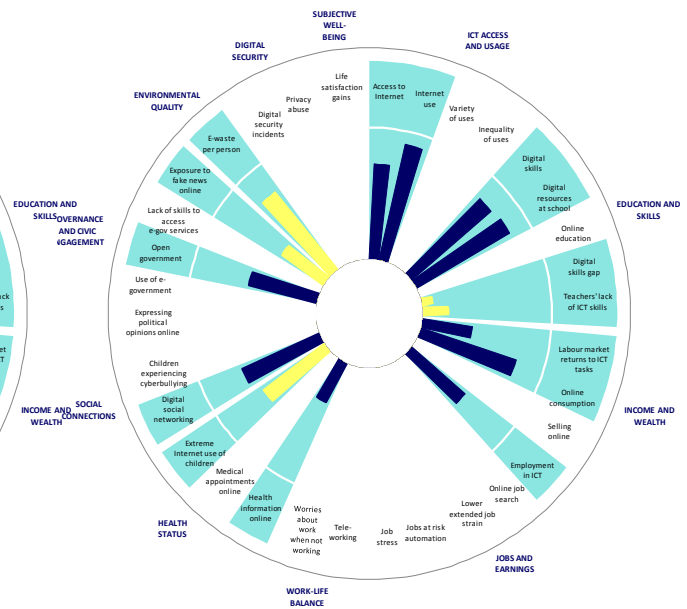 SUBJECTIVE
WELL-
BEING
ICT ACCESS
AND USAGE
DIGITAL
SECURITY
ENVIRONMENTAL
QUALITY
Life
satisfaction
gains
Privacy
abuse
Digital
security
incidents
Access to
Internet
Internet
use
Variety
of uses
Inequality
of uses
E-waste
per person
Exposure to
fake news
online
Digital
skills
Digital
resources
at school
EDUCATION AND
SKILLS
OVERNANCE
AND CIVIC
NGAGEMENT
Lack of skills to
access
e-gov services
Open
government
Use of e-
government
Expressing
political
opinions online
EDUCATION AND
SKILLS
Online
education
Digital
skills gap
Teachers' lack
of ICT skills
ck
s
et
T
Labour market
returns to ICT
tasks
Online
consumption
Children
experiencing
cyberbullying
Digital
social
networking
INCOME AND
WEALTH
SOCIAL
CONNECTIONS
INCOME AND
WEALTH
Selling
online
Extreme
Internet use of
children
Medical
appointments
online
Employment
in ICT
Online job
search
Health
information
online
Worries
about
work
when not
working
Tele-
working
Job
stress
Jobs at risk
automation
Lower
extended job
strain
HEALTH
STATUS
JOBS AND
EARNINGS
WORK-LIFE
BALANCE